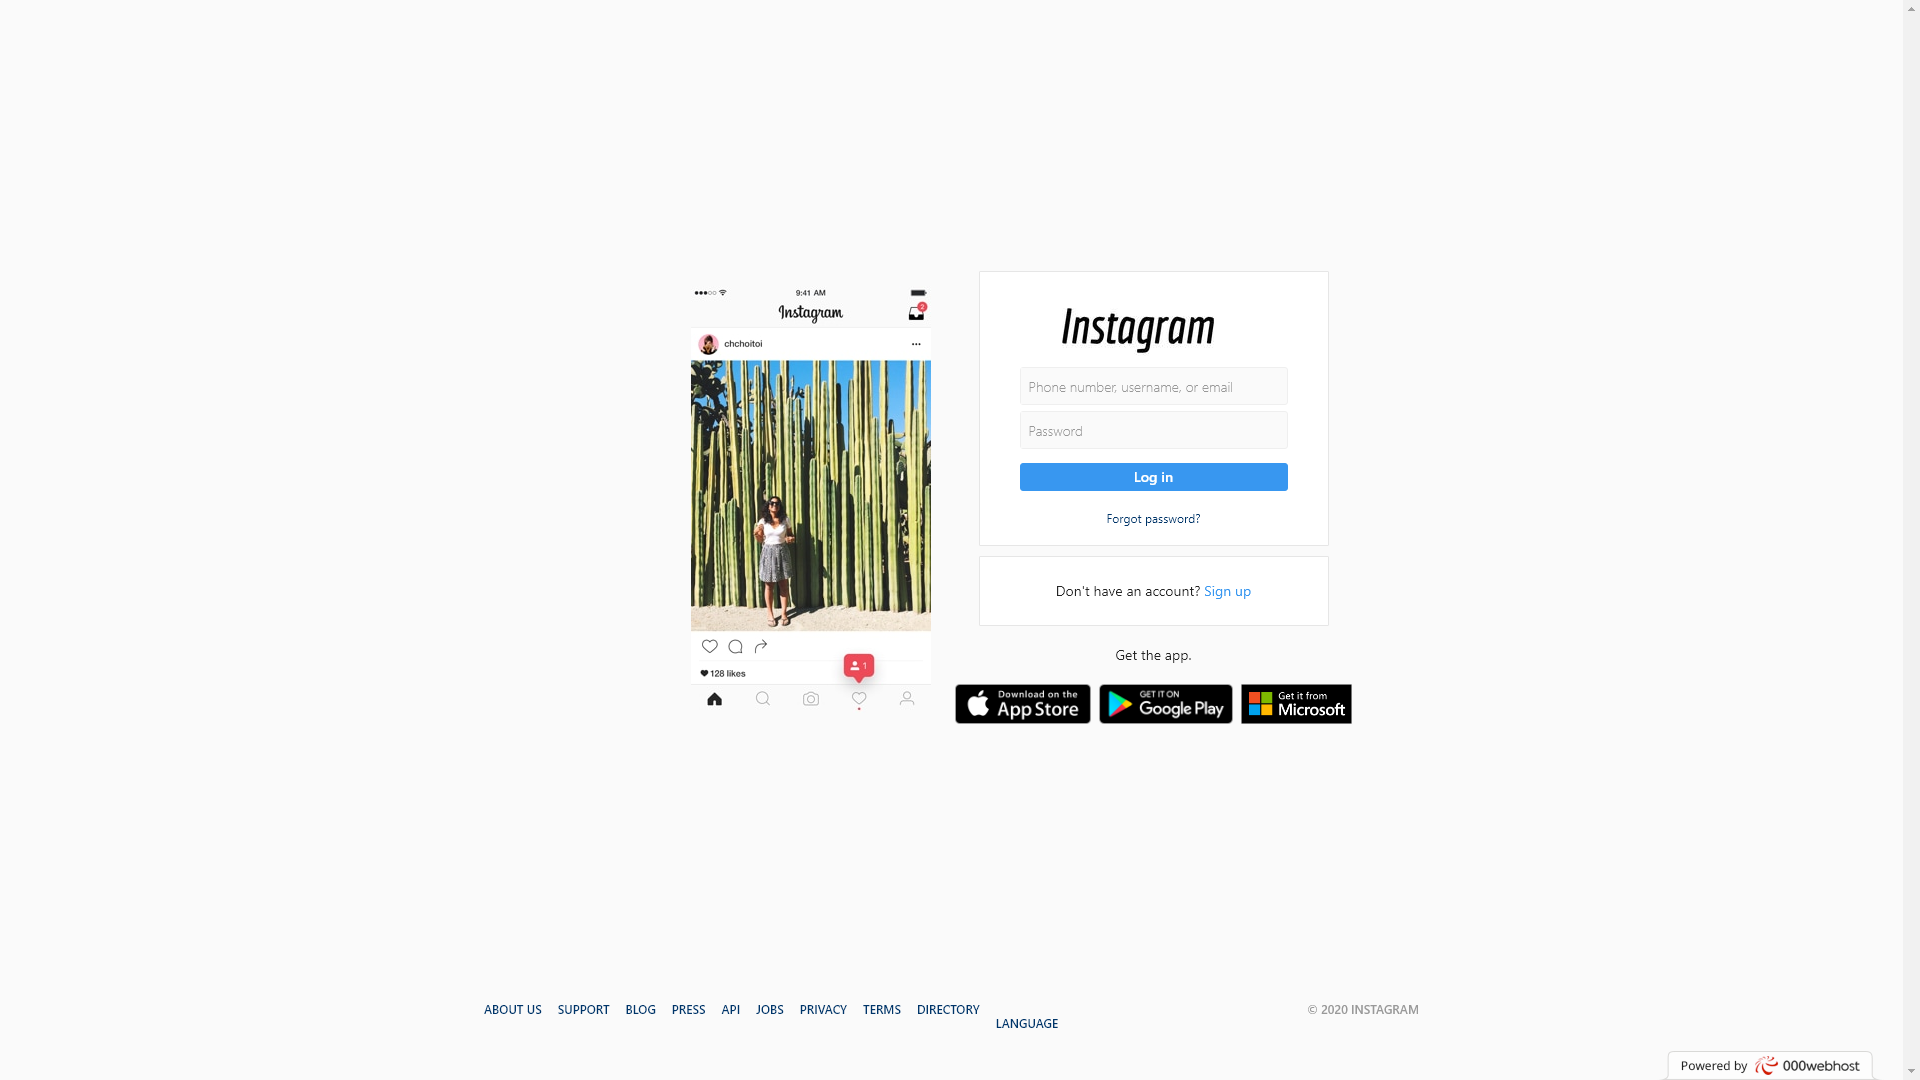 9:41 AM
Instagram
2
chchoitoi
128 likes
1
Instagram
Phone number, username, or email
Password
Log in
Forgot password?
Don't have an account? Sign up
Get the app.
Download on the
App Store
GET IT ON
Google Play
Get it from
Microsoft
ABOUT US SUPPORT BLOG PRESS API JOBS PRIVACY TERMS DIRECTORY
LANGUAGE
© 2020 INSTAGRAM
Powered by 000webhost